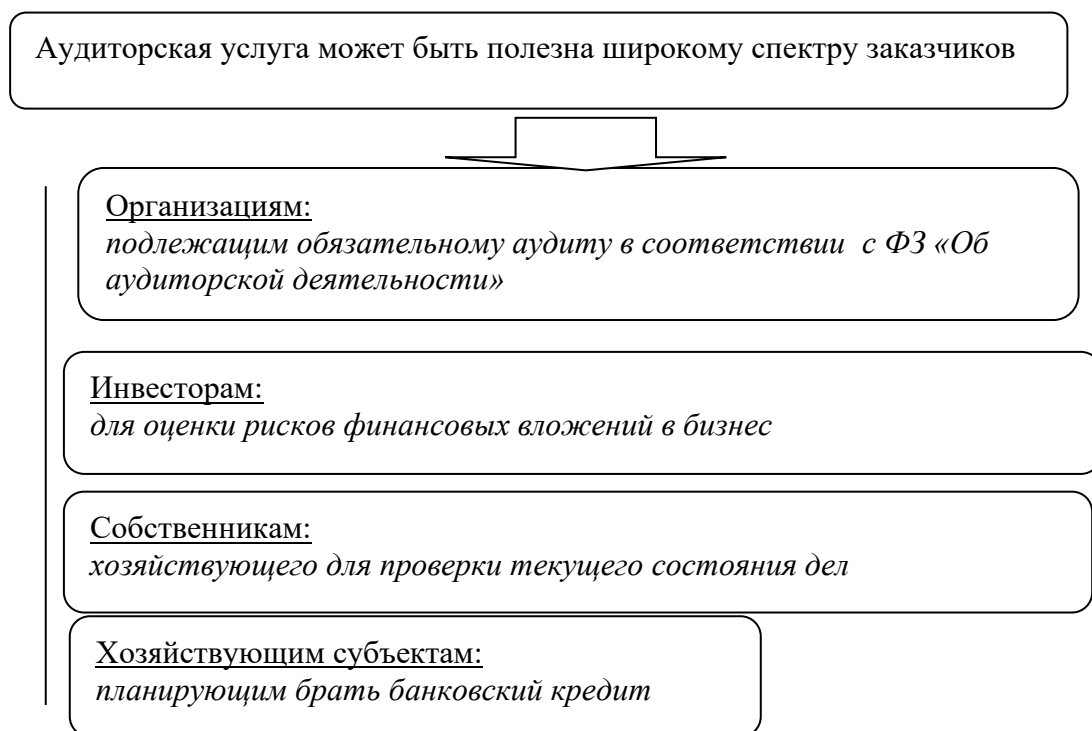 Аудиторская услуга может быть полезна широкому спектру заказчиков
Организациям:
подлежащим обязательному аудиту в соответствии с ФЗ «Об
аудиторской деятельности»
Инвесторам:
для оценки рисков финансовых вложений в бизнес
Собственникам:
хозяйствующего для проверки текущего состояния дел
Хозяйствующим субъектам:
планирующим брать банковский кредит